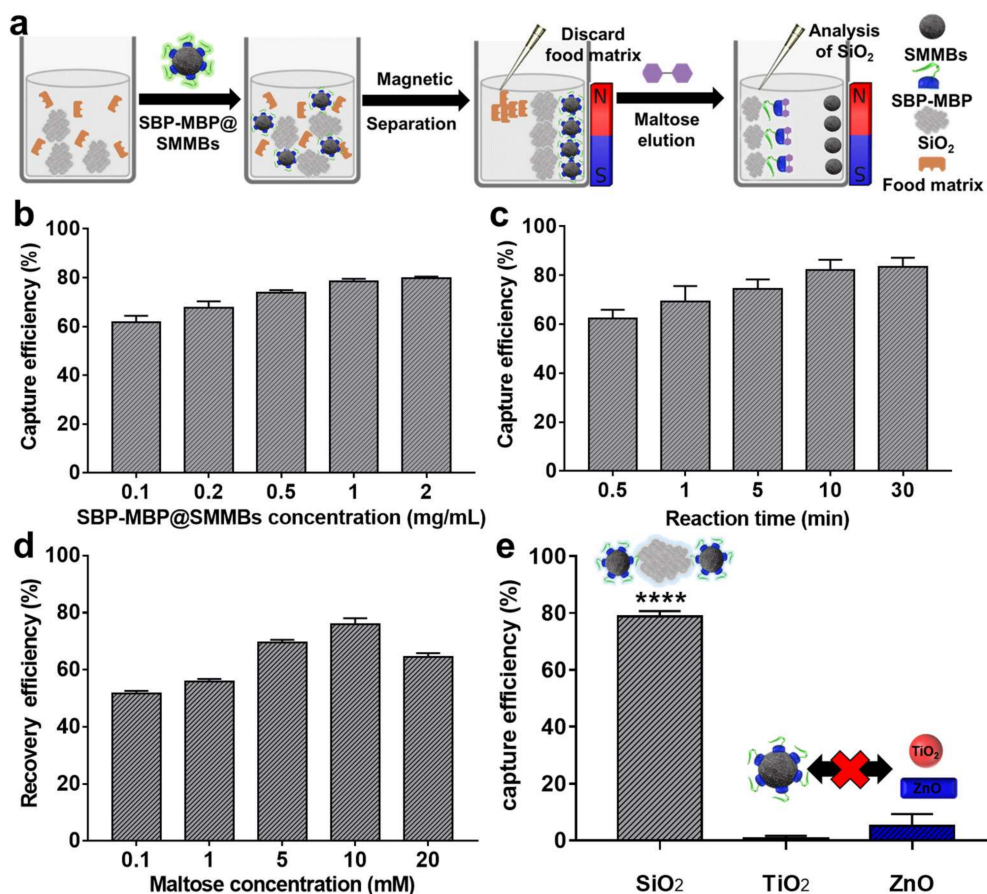 a
SBP-MBP@
SMMBs
Magnetic
Separation
Discard
food matrix
Maltose
elution
Analysis
of SiO₂
N
S
N
S
SMMBs
SBP-MBP
SiO₂
Food matrix
b
Capture efficiency (%)
100
80
60
40
20
0
0.1 0.2 0.5 1 2
SBP-MBP@SMMBs concentration (mg/mL)
c
Capture efficiency (%)
100
80
60
40
20
0
0.5 1 5 10 30
Reaction time (min)
d
Recovery efficiency (%)
100
80
60
40
20
0
0.1 1 5 10 20
Maltose concentration (mM)
e
capture efficiency (%)
100
80
60
40
20
0
****
TiO₂
ZnO
SiO₂ TiO₂ ZnO